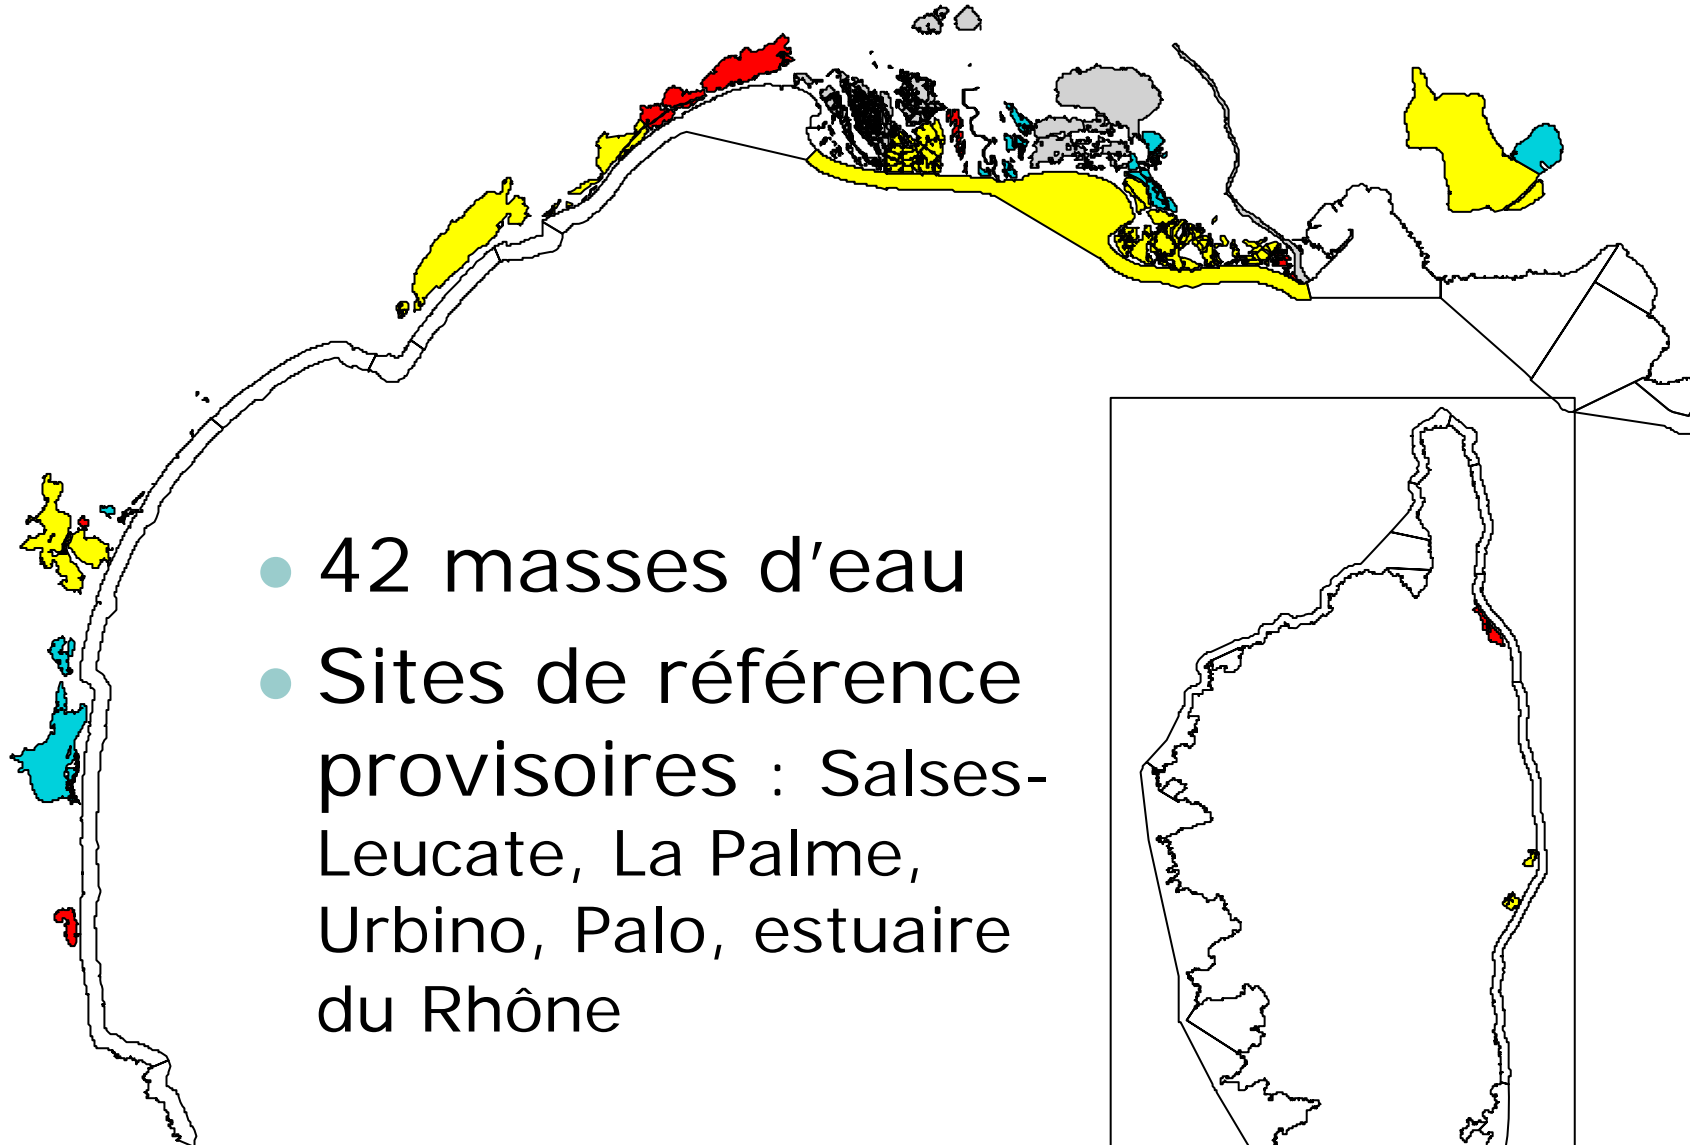 42 masses d'eau
Sites de référence
provisoires : Salses-
Leucate, La Palme,
Urbino, Palo, estuaire
du Rhône